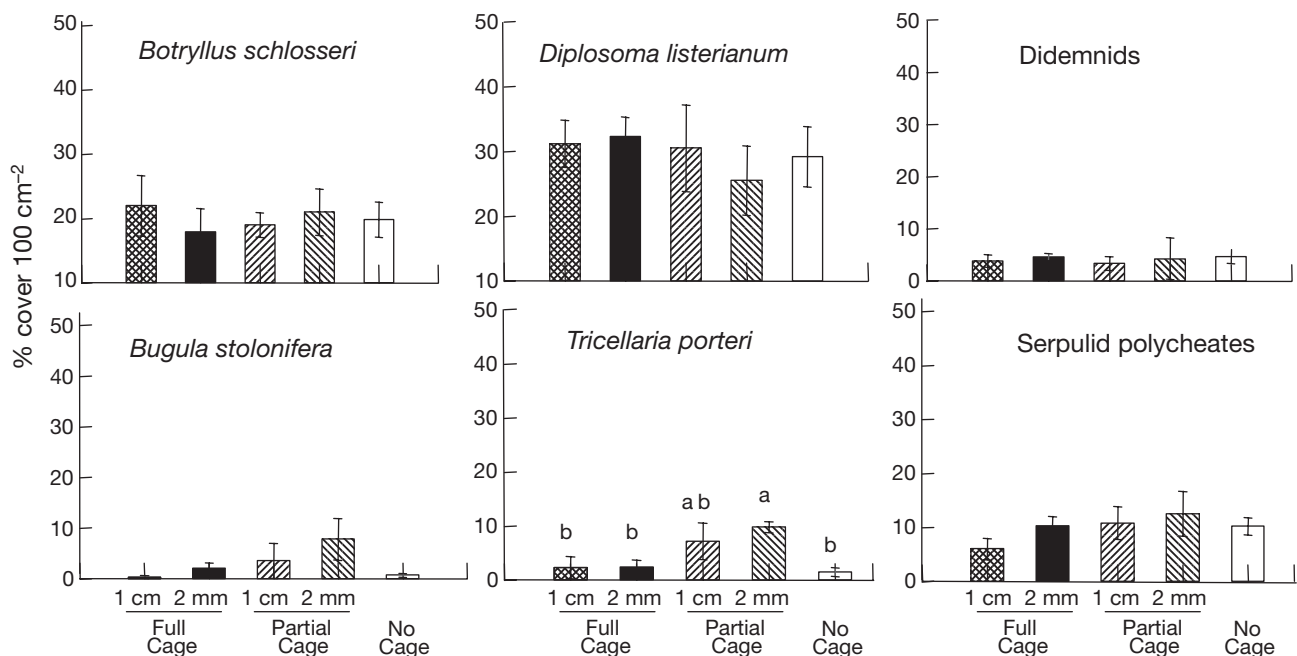 % cover 100 cm⁻²
50
40
30
20
10
Botryllus schlosseri
50
40
30
20
10
Diplosoma listerianum
50
40
30
20
10
0
Didemnids
50
40
30
20
10
0
Bugula stolonifera
50
40
30
20
10
0
Tricellaria porteri
b
b
a b
a
b
50
40
30
20
10
0
Serpulid polycheates
1 cm 2 mm 1 cm 2 mm
Full Cage
Partial Cage
No Cage
1 cm 2 mm 1 cm 2 mm
Full Cage
Partial Cage
No Cage
1 cm 2 mm 1 cm 2 mm
Full Cage
Partial Cage
No Cage